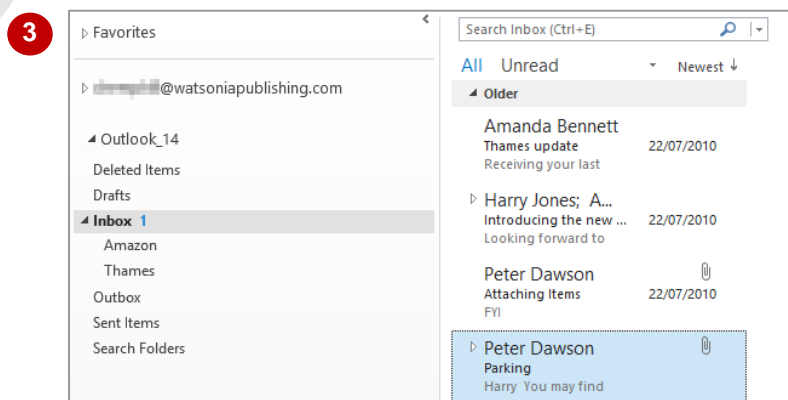 3
Favorites
@watsoniapublishing.com
Outlook_14
Deleted Items
Drafts
Inbox 1
Amazon
Thames
Outbox
Sent Items
Search Folders
Search Inbox (Ctrl+E)
All Unread Newest ↓
Older
Amanda Bennett
Thames update 22/07/2010
Receiving your last
Harry Jones; A...
Introducing the new ... 22/07/2010
Looking forward to
Peter Dawson
Attaching Items 22/07/2010
FYI
Peter Dawson
Parking
Harry You may find